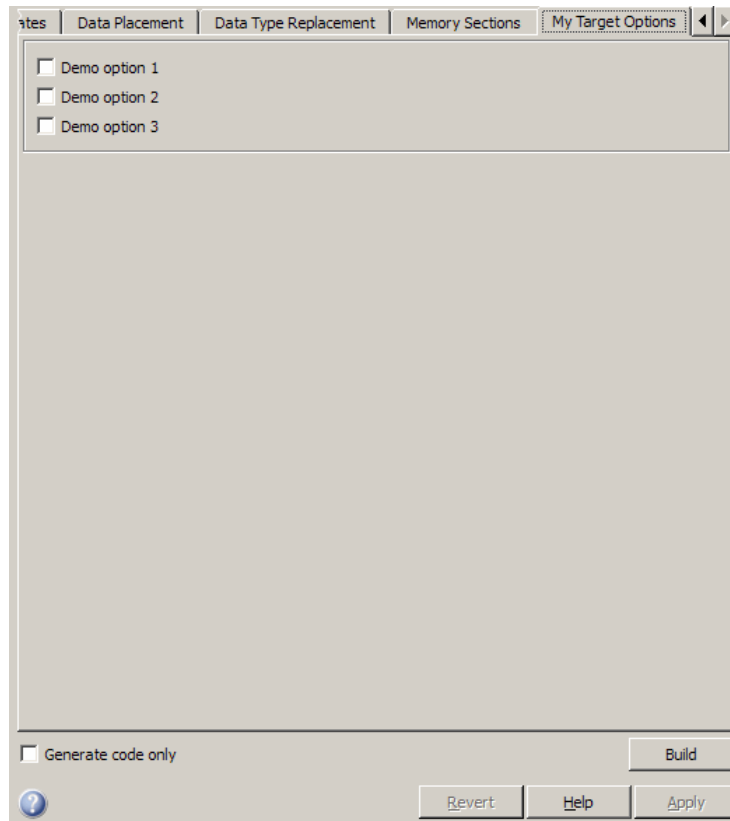 ates Data Placement Data Type Replacement Memory Sections My Target Options
Demo option 1
Demo option 2
Demo option 3
Generate code only Build
? Revert Help Apply